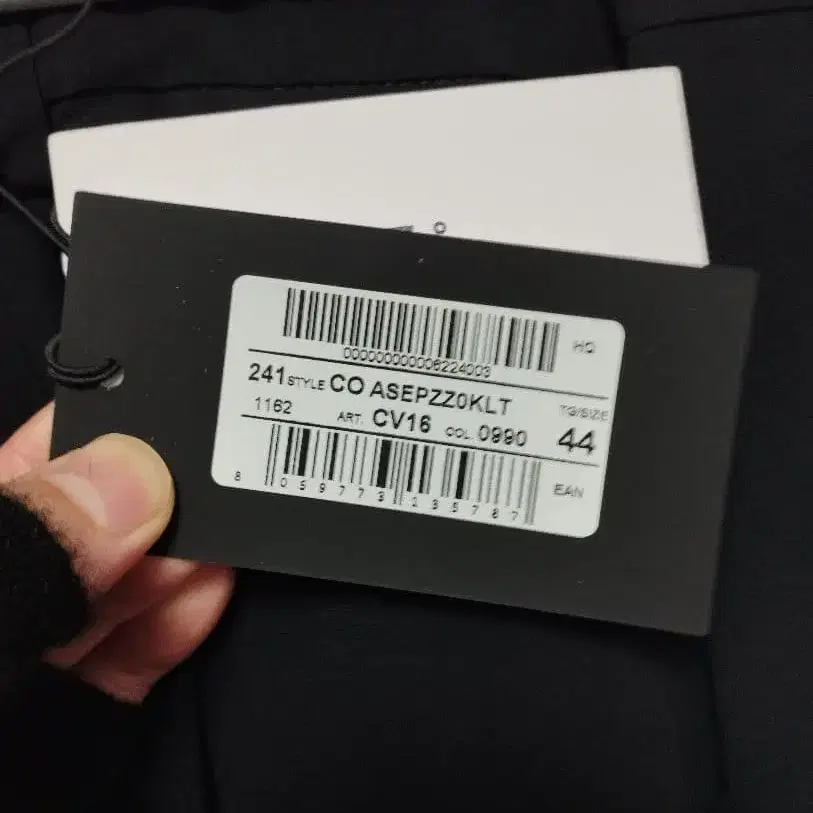 HQ
000000000006224003
241 STYLE CO ASEPZZ0KLT
TG/SIZE
1162 ART. CV16 COL. 0990 44
EAN
8 059773 135787